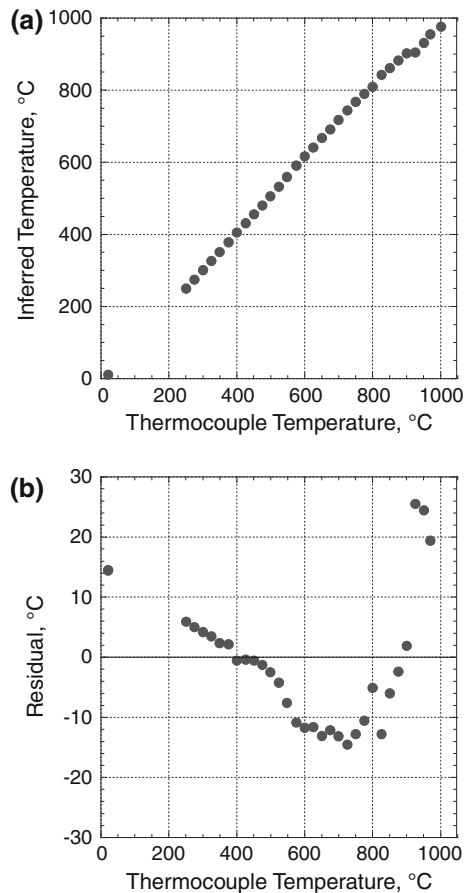 (a)
1000
800
600
400
200
0
Inferred Temperature, °C
0 200 400 600 800 1000
Thermocouple Temperature, °C
(b)
30
20
10
0
-10
-20
-30
Residual, °C
0 200 400 600 800 1000
Thermocouple Temperature, °C